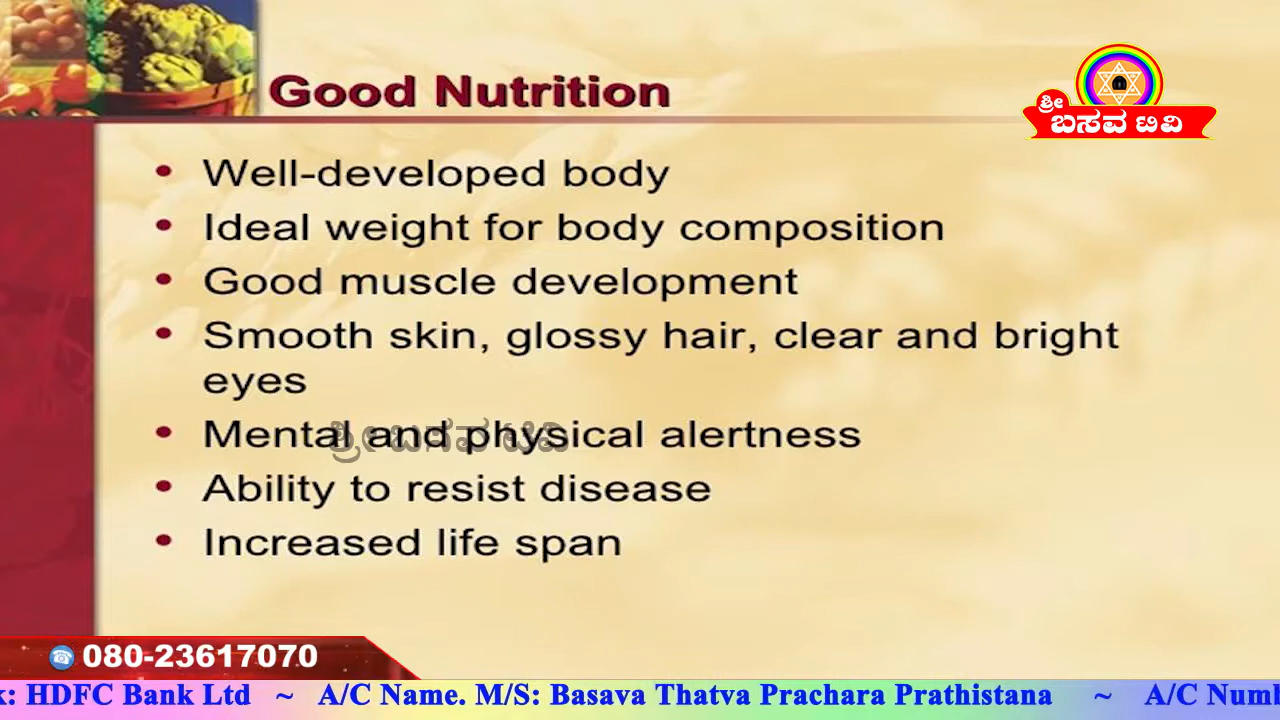 Good Nutrition
ಶ್ರೀ
ಬಸವ ಟಿವಿ
• Well-developed body
• Ideal weight for body composition
• Good muscle development
• Smooth skin, glossy hair, clear and bright
eyes
• Mental and physical alertness
ಶ್ರೀ ಬಸವ ಟಿವಿ
• Ability to resist disease
• Increased life span
080-23617070
k: HDFC Bank Ltd ~ A/C Name. M/S: Basava Thatva Prachara Prathistana ~ A/C Numb